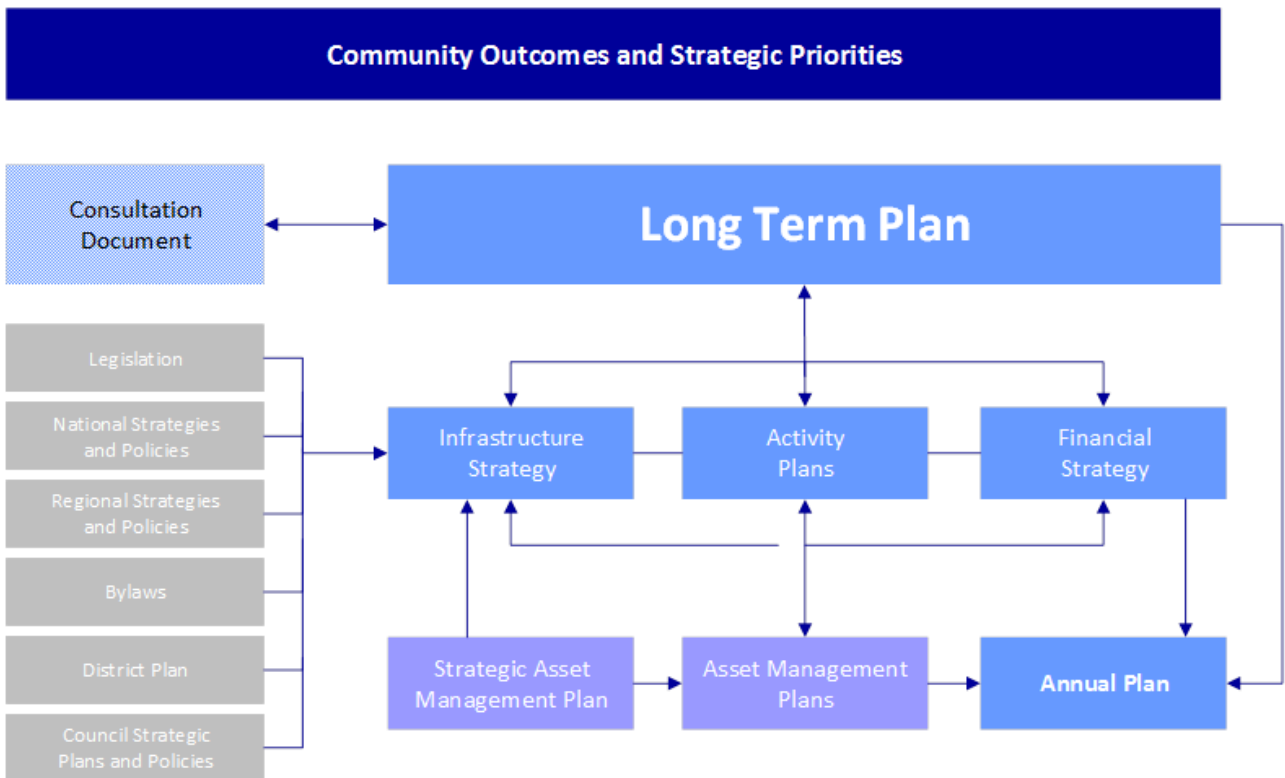 Community Outcomes and Strategic Priorities
Consultation
Document
Long Term Plan
Legislation
National Strategies
and Policies
Regional Strategies
and Policies
Bylaws
District Plan
Council Strategic
Plans and Policies
Infrastructure
Strategy
Activity
Plans
Financial
Strategy
Strategic Asset
Management Plan
Asset Management
Plans
Annual Plan